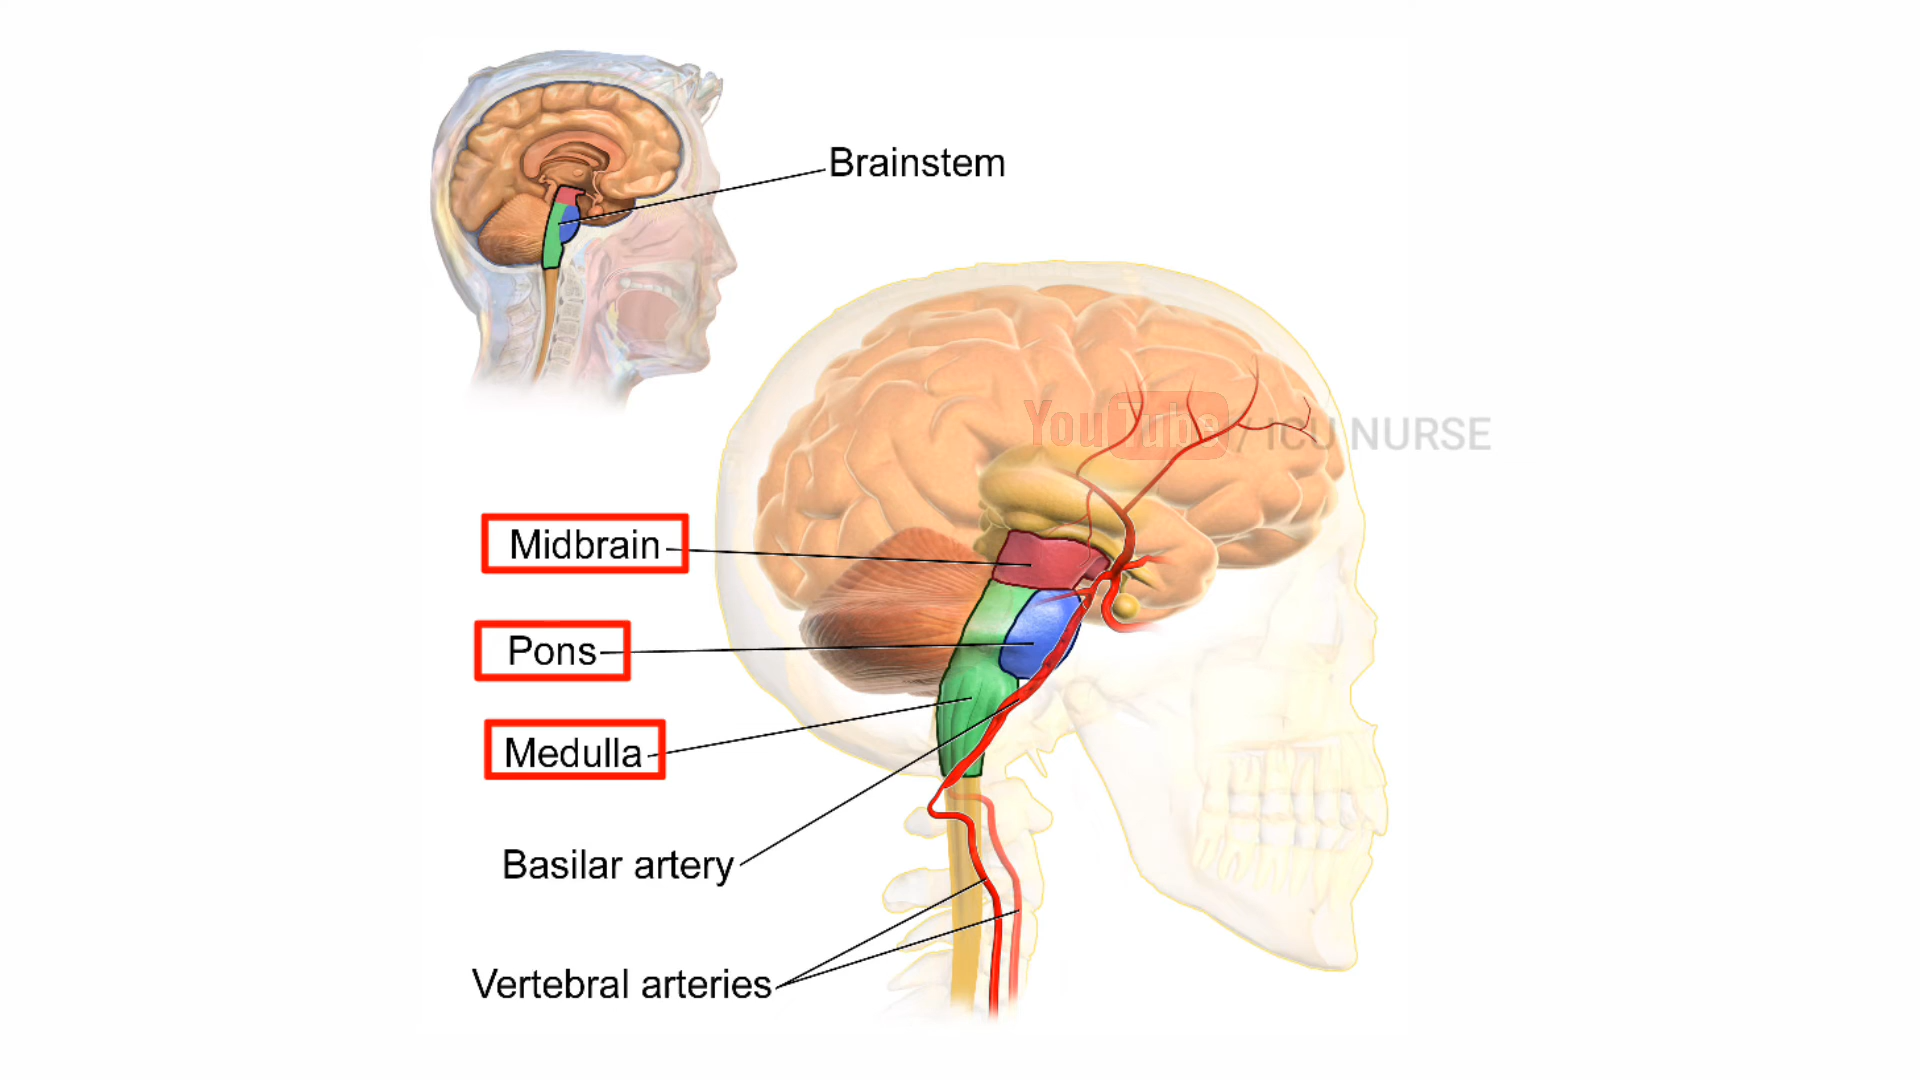 Brainstem
YouTube / ICU NURSE
Midbrain
Pons
Medulla
Basilar artery
Vertebral arteries